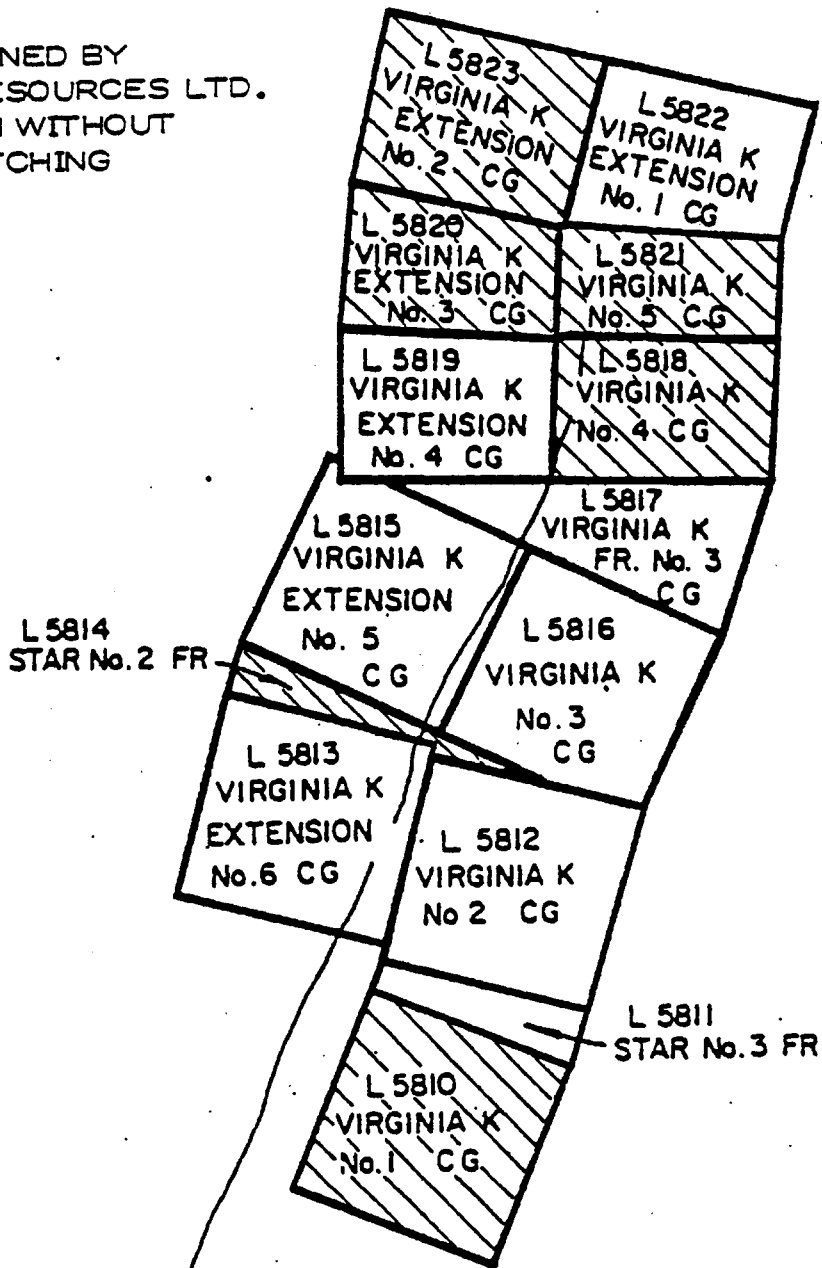 NED BY
ESOURCES LTD.
WITHOUT
TCHING
L 5823
VIRGINIA K
EXTENSION
No. 2 CG
L 5822
VIRGINIA K
EXTENSION
No. 1 CG
L 5820
VIRGINIA K
EXTENSION
No. 3 CG
L 5821
VIRGINIA K
No. 5 CG
L 5819
VIRGINIA K
EXTENSION
No. 4 CG
L 5818
VIRGINIA K
No. 4 CG
L 5817
VIRGINIA K
FR. No. 3
CG
L 5815
VIRGINIA K
EXTENSION
No. 5
CG
L 5816
VIRGINIA K
No. 3
CG
L 5814
STAR No. 2 FR
L 5813
VIRGINIA K
EXTENSION
No. 6 CG
L 5812
VIRGINIA K
No 2 CG
L 5811
STAR No. 3 FR
L 5810
VIRGINIA K
No. 1 CG